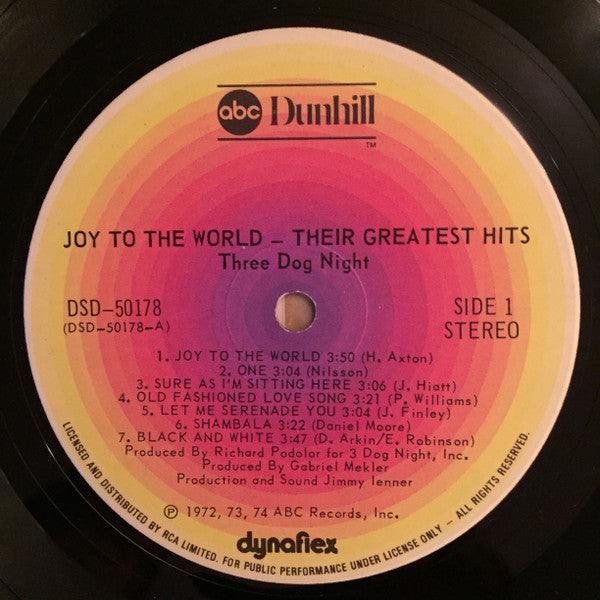 abc Dunhill
TM
JOY TO THE WORLD – THEIR GREATEST HITS
Three Dog Night
DSD–50178
(DSD–50178–A)
SIDE 1
STEREO
1. JOY TO THE WORLD 3:50 (H. Axton)
2. ONE 3:04 (Nilsson)
3. SURE AS I'M SITTING HERE 3:06 (J. Hiatt)
4. OLD FASHIONED LOVE SONG 3:21 (P. Williams)
5. LET ME SERENADE YOU 3:04 (J. Finley)
6. SHAMBALA 3:22 (Daniel Moore)
7. BLACK AND WHITE 3:47 (D. Arkin/E. Robinson)
Produced By Richard Podolor for 3 Dog Night, Inc.
Produced By Gabriel Mekler
Production and Sound Jimmy Ienner
℗ 1972, 73, 74 ABC Records, Inc.
dynaflex
LICENSED AND DISTRIBUTED BY RCA LIMITED. FOR PUBLIC PERFORMANCE UNDER LICENSE ONLY – ALL RIGHTS RESERVED.